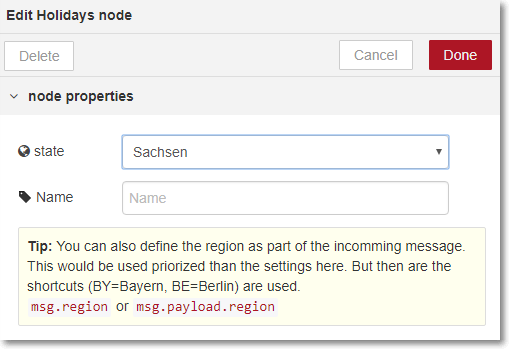 Edit Holidays node
Delete
Cancel
Done
node properties
state
Sachsen
Name
Name
Tip: You can also define the region as part of the incomming message.
This would be used priorized than the settings here. But then are the
shortcuts (BY=Bayern, BE=Berlin) are used.
msg.region or msg.payload.region